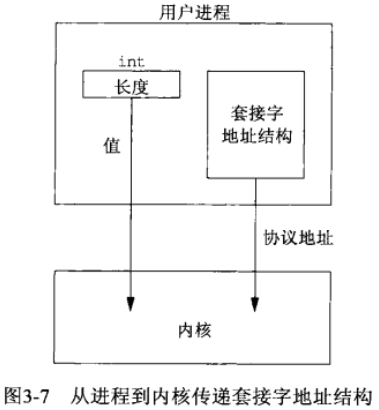 用户进程
int
长度
套接字
地址结构
值
协议地址
内核
图3-7 从进程到内核传递套接字地址结构